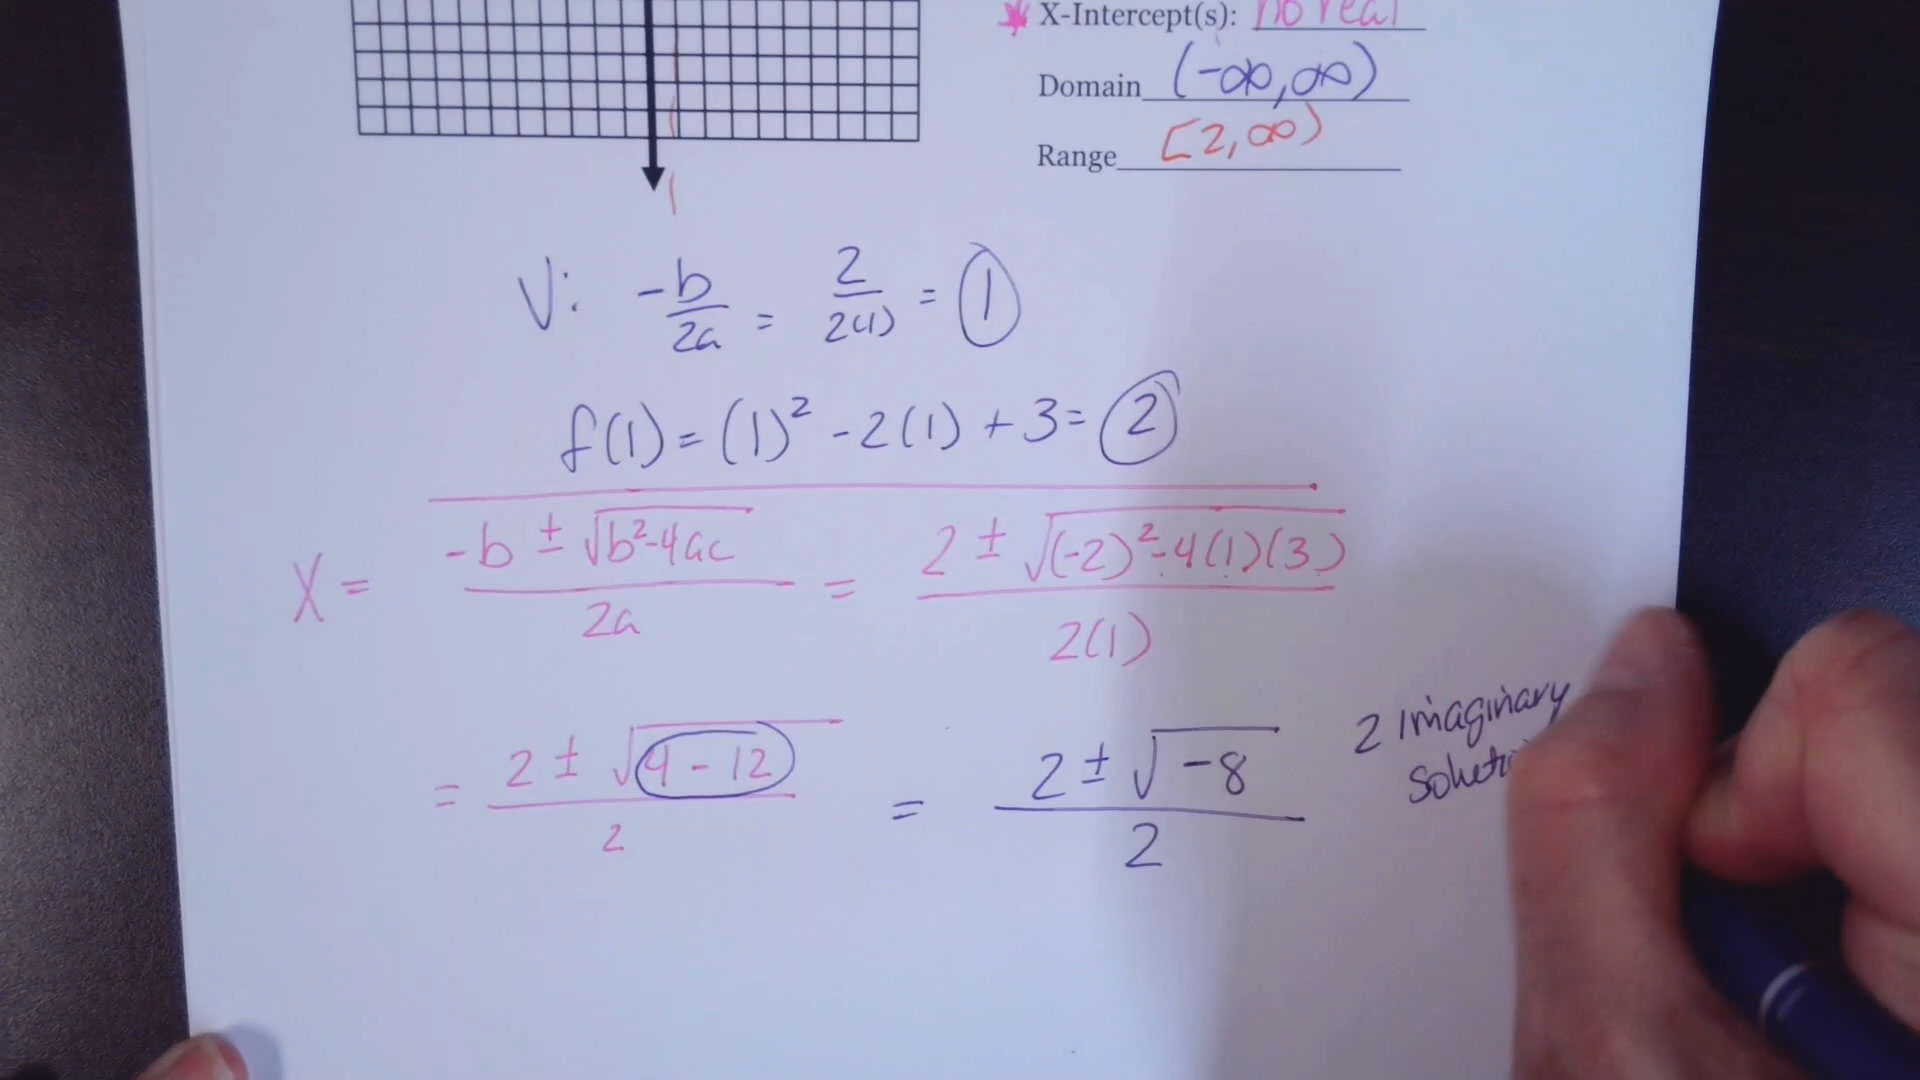 X-Intercept(s): no real
Domain (-∞,∞)
Range [2,∞)
V: -b/2a = 2/2(1) = 1
f(1) = (1)² - 2(1) + 3 = 2
X = -b ± √b²-4ac / 2a = 2 ± √(-2)²-4(1)(3) / 2(1)
= 2 ± √4 - 12 / 2 = 2 ± √-8 / 2
2 imaginary